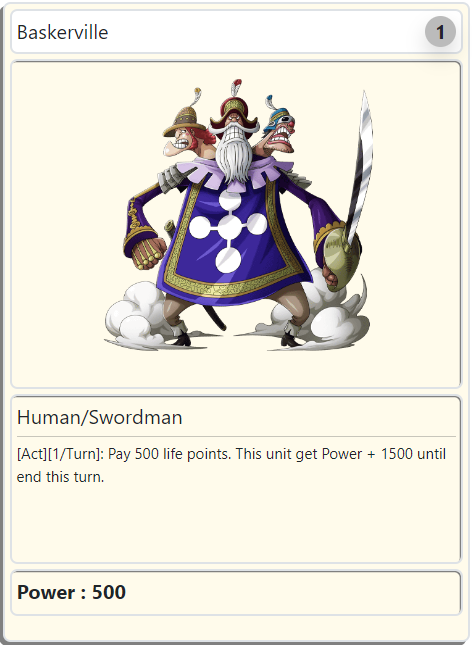 Baskerville
1
Human/Swordman
[Act][1/Turn]: Pay 500 life points. This unit get Power + 1500 until
end this turn.
Power : 500